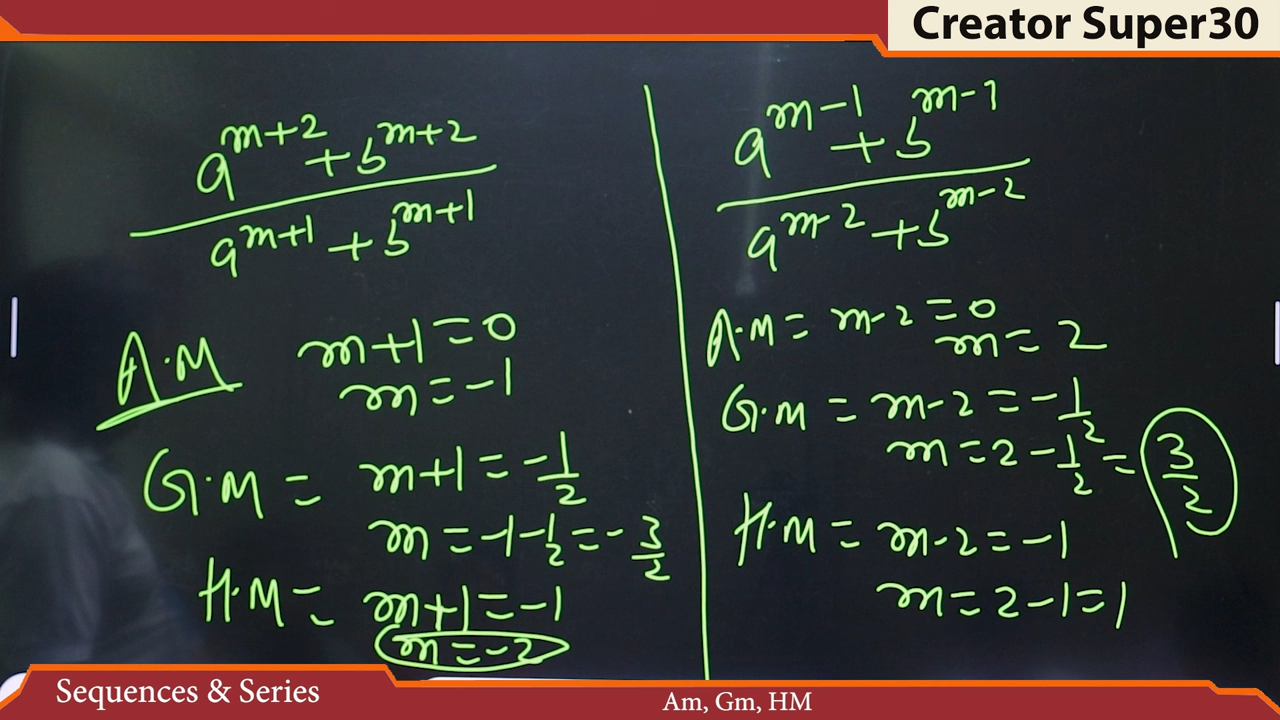 Creator Super30
a^{m+2} + b^{m+2}
a^{m+1} + b^{m+1}
A.M m+1=0
m=-1
G.M = m+1=-1/2
m=-1-1/2=-3/2
H.M= m+1=-1
m=-2
a^{m-1} + b^{m-1}
a^{m-2} + b^{m-2}
A.M= m-2=0
m=2
G.M = m-2=-1/2
m=2-1/2=3/2
H.M= m-2=-1
m=2-1=1
Sequences & Series
Am, Gm, HM